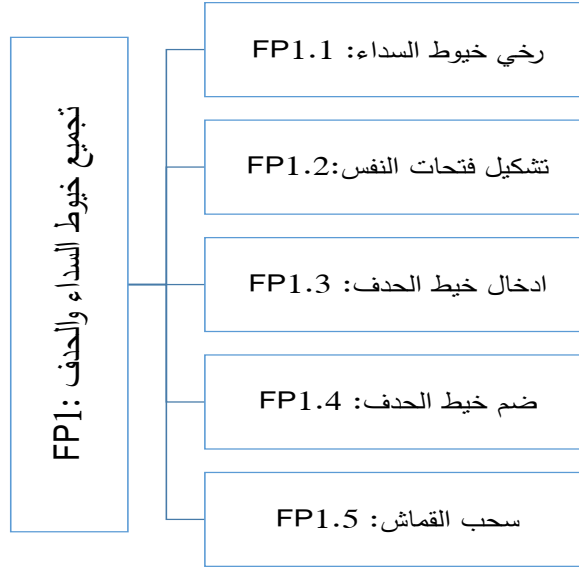 FP1: تجميع خيوط السداء والحدف
FP1.1 :رخي خيوط السداء
FP1.2:تشكيل فتحات النفس
FP1.3 :ادخال خيط الحدف
FP1.4 :ضم خيط الحدف
FP1.5 :سحب القماش